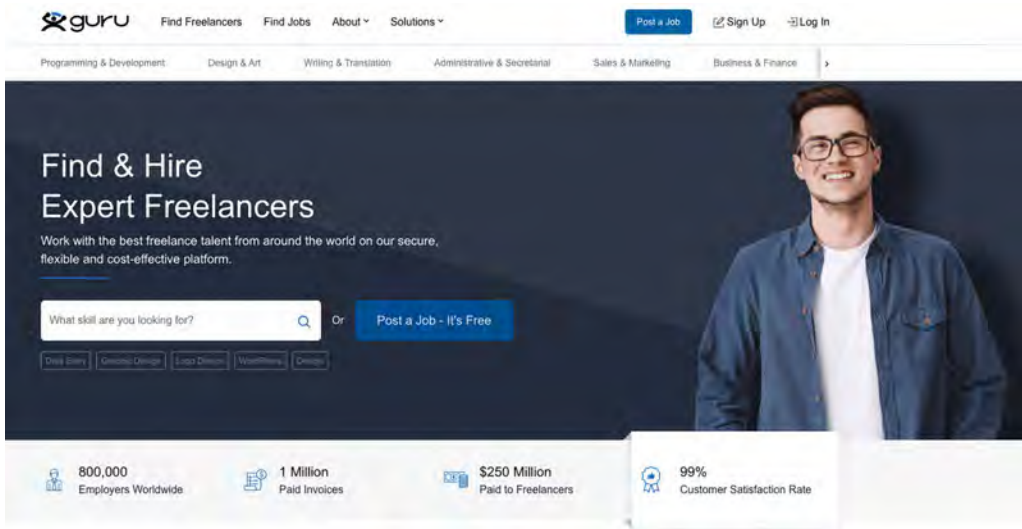 guru
Find Freelancers Find Jobs About Solutions
Post a Job Sign Up Log In
Programming & Development Design & Art Writing & Translation Administrative & Secretarial Sales & Marketing Business & Finance
Find & Hire
Expert Freelancers
Work with the best freelance talent from around the world on our secure,
flexible and cost-effective platform.
What skill are you looking for? Or Post a Job - It's Free
Data Entry Graphic Design Logo Design WordPress Design
800,000 1 Million $250 Million 99%
Employers Worldwide Paid Invoices Paid to Freelancers Customer Satisfaction Rate